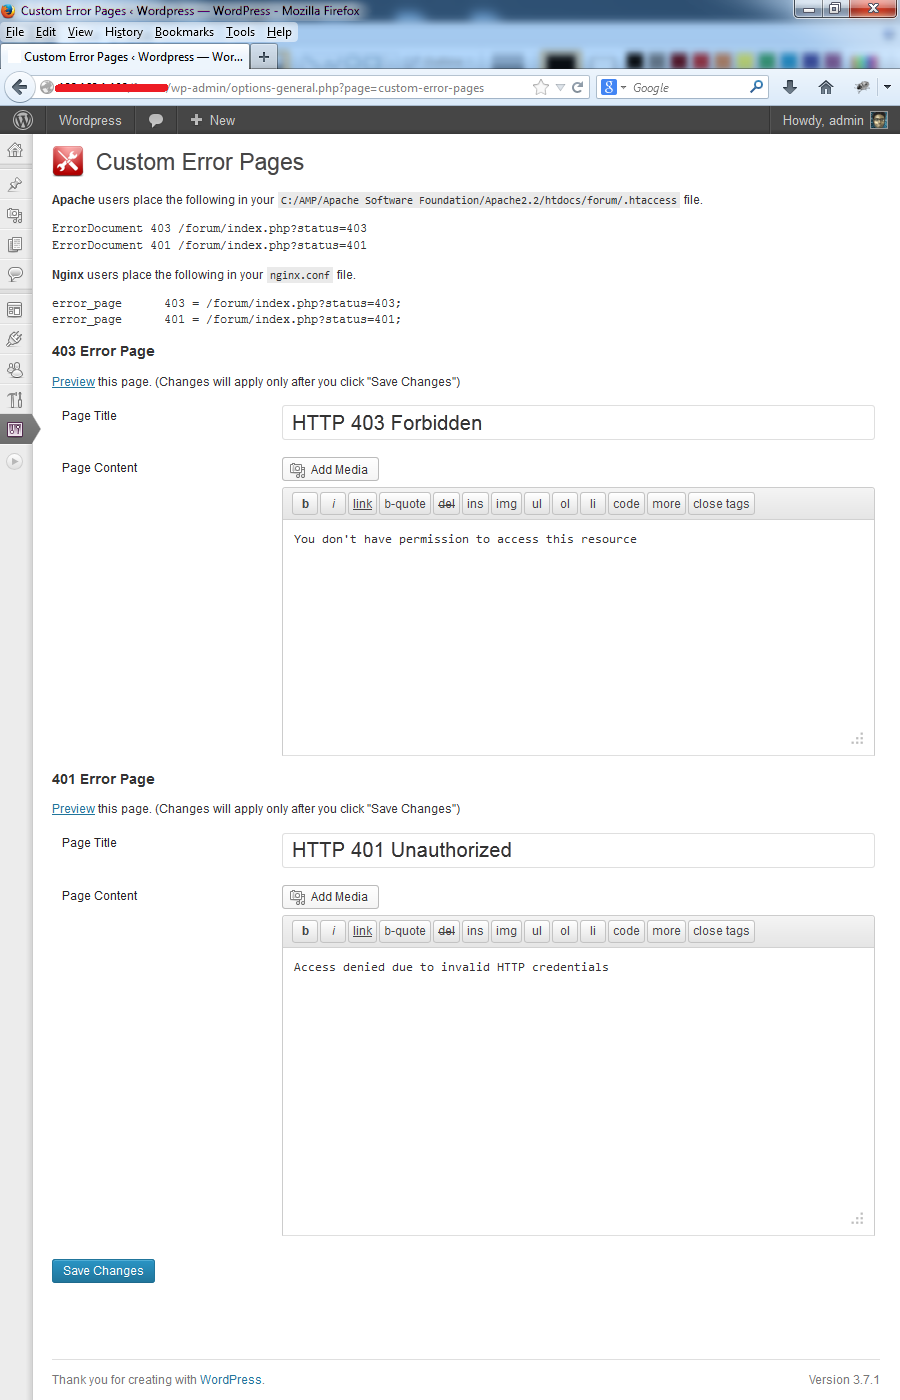 Custom Error Pages ‹ Wordpress — WordPress - Mozilla Firefox
File Edit View History Bookmarks Tools Help
Custom Error Pages ‹ Wordpress — Wor...
/wp-admin/options-general.php?page=custom-error-pages
Google
Wordpress
New
Howdy, admin
Custom Error Pages
Apache users place the following in your C:/AMP/Apache Software Foundation/Apache2.2/htdocs/forum/.htaccess file.
ErrorDocument 403 /forum/index.php?status=403
ErrorDocument 401 /forum/index.php?status=401
Nginx users place the following in your nginx.conf file.
error_page 403 = /forum/index.php?status=403;
error_page 401 = /forum/index.php?status=401;
403 Error Page
Preview this page. (Changes will apply only after you click "Save Changes")
Page Title
HTTP 403 Forbidden
Page Content
Add Media
b i link b-quote del ins img ul ol li code more close tags
You don't have permission to access this resource
401 Error Page
Preview this page. (Changes will apply only after you click "Save Changes")
Page Title
HTTP 401 Unauthorized
Page Content
Add Media
b i link b-quote del ins img ul ol li code more close tags
Access denied due to invalid HTTP credentials
Save Changes
Thank you for creating with WordPress.
Version 3.7.1